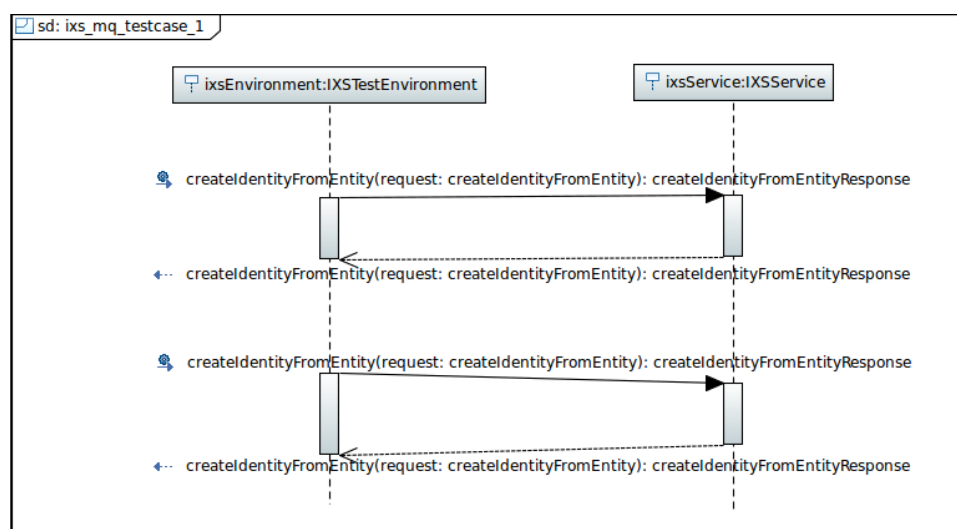 sd: ixs_mq_testcase_1
ixsEnvironment:IXSTestEnvironment
ixsService:IXSService
createIdentityFromEntity(request: createIdentityFromEntity): createIdentityFromEntityResponse
createIdentityFromEntity(request: createIdentityFromEntity): createIdentityFromEntityResponse
createIdentityFromEntity(request: createIdentityFromEntity): createIdentityFromEntityResponse
createIdentityFromEntity(request: createIdentityFromEntity): createIdentityFromEntityResponse